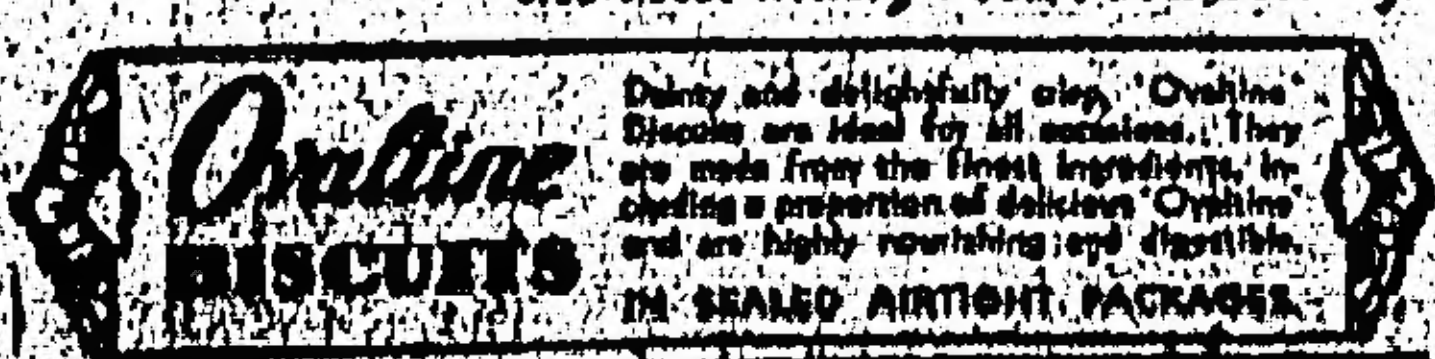 Ovaltine
BISCUITS
Dainty and delightfully crisp, 'Ovaltine'
Biscuits are ideal for all occasions. They
are made from the finest ingredients, in-
cluding a proportion of delicious 'Ovaltine'
and are highly nourishing and digestible.
IN SEALED AIRTIGHT PACKAGES.